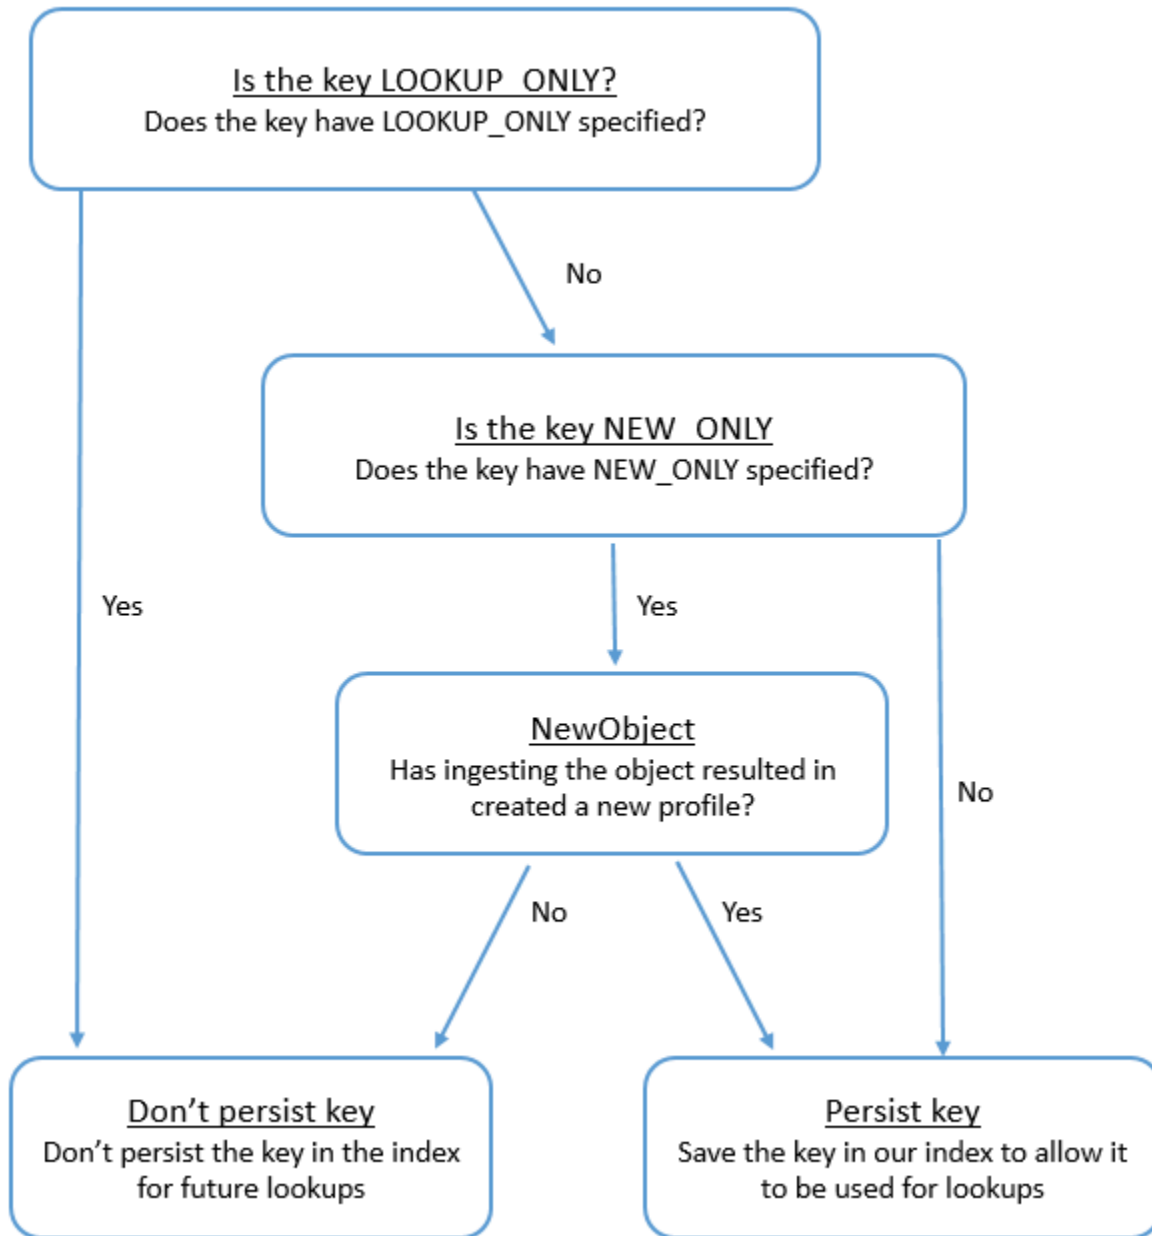 Is the key LOOKUP_ONLY?
Does the key have LOOKUP_ONLY specified?
No
Is the key NEW_ONLY
Does the key have NEW_ONLY specified?
Yes
Yes
NewObject
Has ingesting the object resulted in
created a new profile?
No
No
Yes
Don’t persist key
Don’t persist the key in the index
for future lookups
Persist key
Save the key in our index to allow it
to be used for lookups